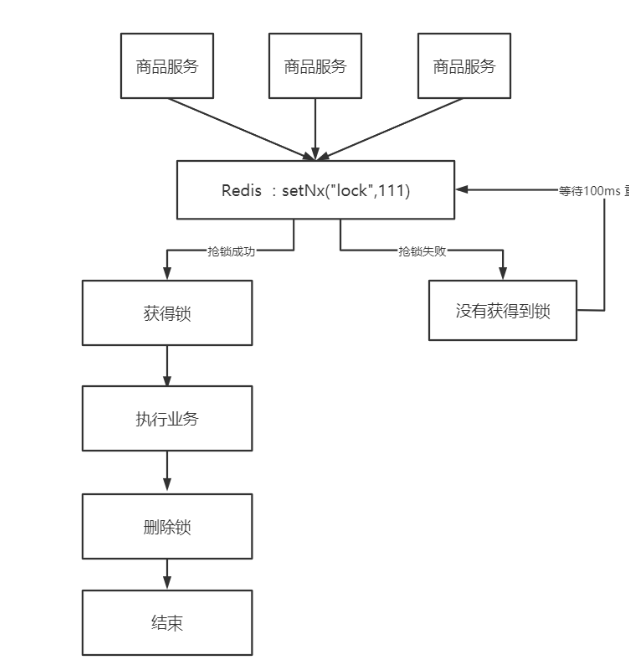 商品服务
商品服务
商品服务
Redis ：setNx("lock",111)
等待100ms
抢锁成功
抢锁失败
获得锁
没有获得到锁
执行业务
删除锁
结束